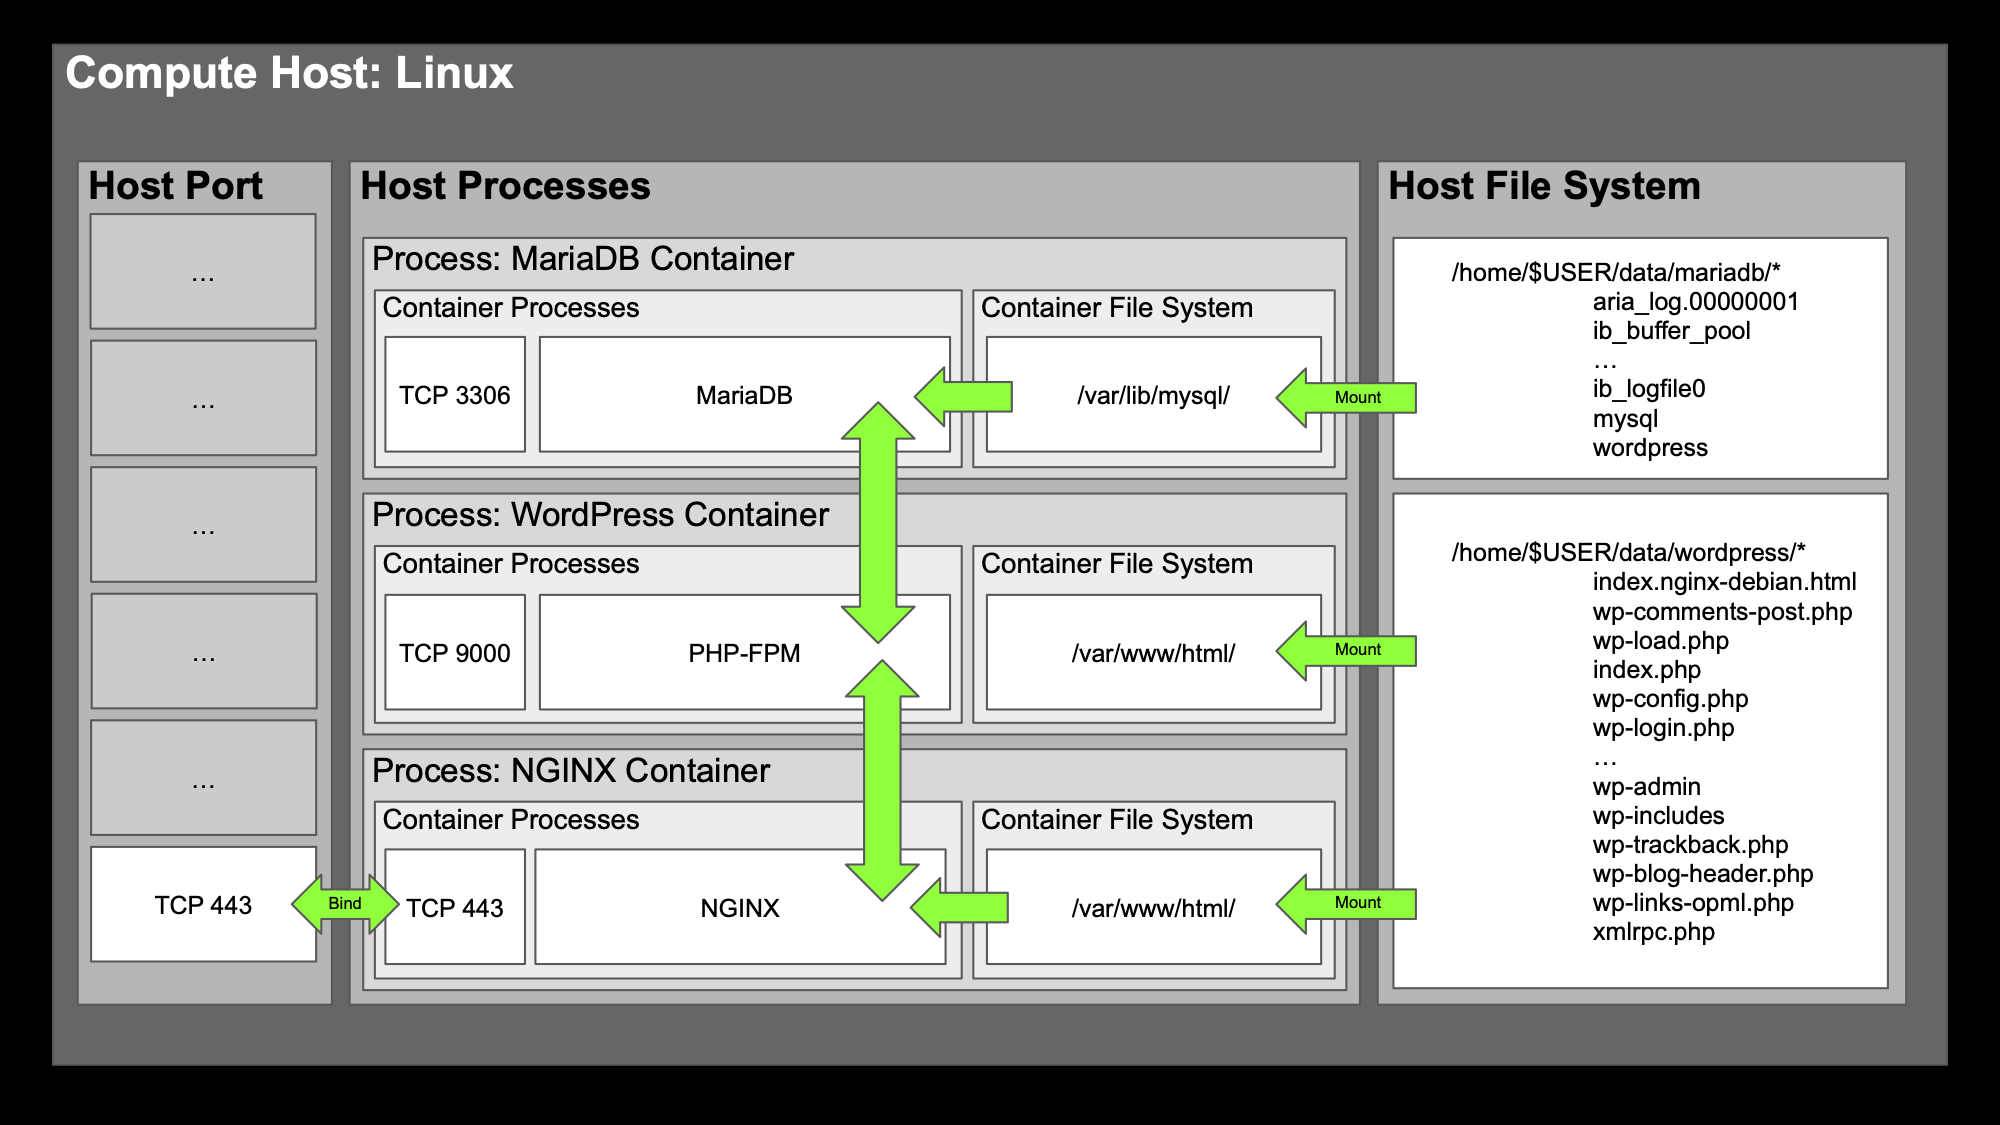 Compute Host: Linux
Host Port
...
...
...
...
...
TCP 443
Bind
Host Processes
Process: MariaDB Container
Container Processes
TCP 3306
MariaDB
Container File System
/var/lib/mysql/
Mount
Process: WordPress Container
Container Processes
TCP 9000
PHP-FPM
Container File System
/var/www/html/
Mount
Process: NGINX Container
Container Processes
TCP 443
NGINX
Container File System
/var/www/html/
Mount
Host File System
/home/$USER/data/mariadb/*
aria_log.00000001
ib_buffer_pool
...
ib_logfile0
mysql
wordpress
/home/$USER/data/wordpress/*
index.nginx-debian.html
wp-comments-post.php
wp-load.php
index.php
wp-config.php
wp-login.php
...
wp-admin
wp-includes
wp-trackback.php
wp-blog-header.php
wp-links-opml.php
xmlrpc.php